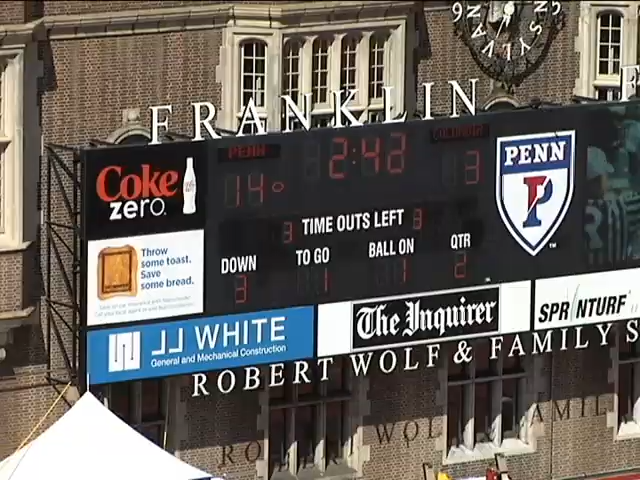 FRANKLIN F
Coke
zero
PENN 2:42 COLUMBIA
14 3
3 TIME OUTS LEFT 3
DOWN TO GO BALL ON QTR
3 1 1 2
PENN
P
TM
Throw
some toast.
Save
some bread.
JJ WHITE
General and Mechanical Construction
The Inquirer
SPRINTURF
ROBERT WOLF & FAMILY S